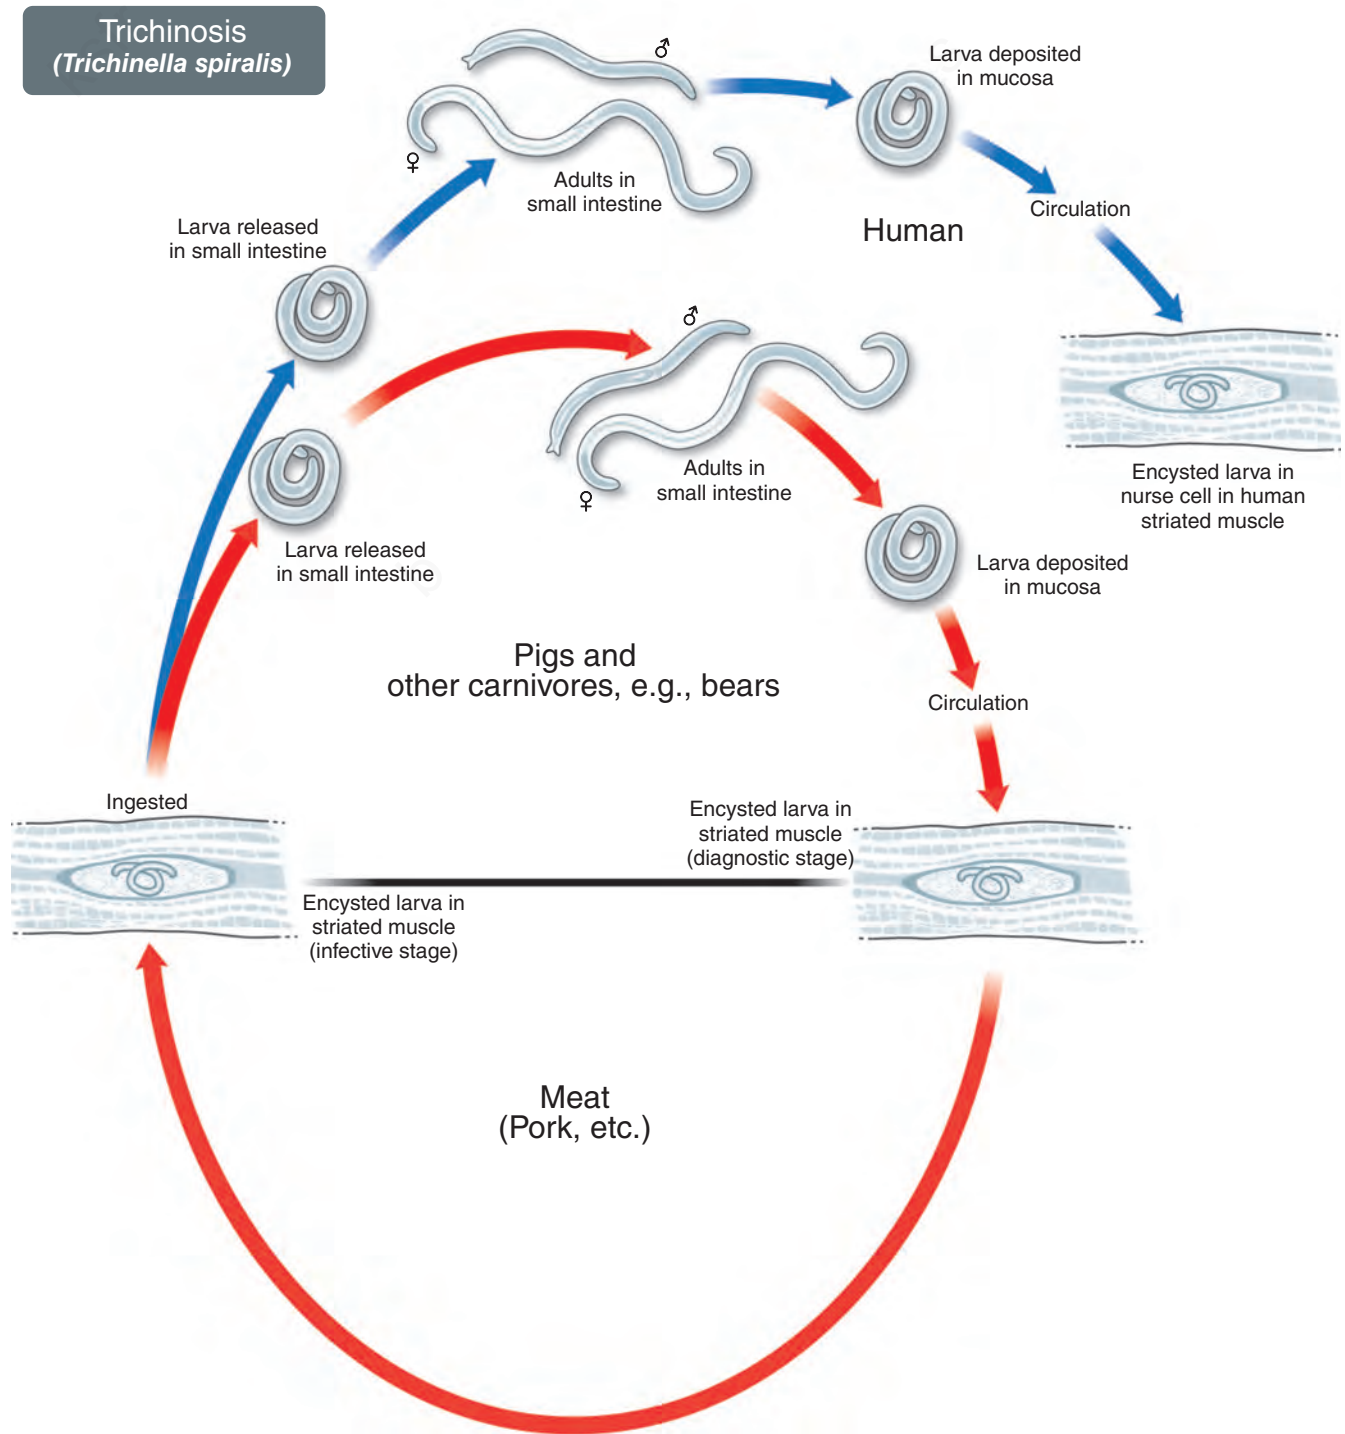 Trichinosis
(Trichinella spiralis)
♂
Larva deposited
in mucosa
♀
Adults in
small intestine
Circulation
Human
Larva released
in small intestine
♂
Encysted larva in
nurse cell in human
striated muscle
Adults in
small intestine
♀
Larva released
in small intestine
Larva deposited
in mucosa
Pigs and
other carnivores, e.g., bears
Circulation
Ingested
Encysted larva in
striated muscle
(diagnostic stage)
Encysted larva in
striated muscle
(infective stage)
Meat
(Pork, etc.)